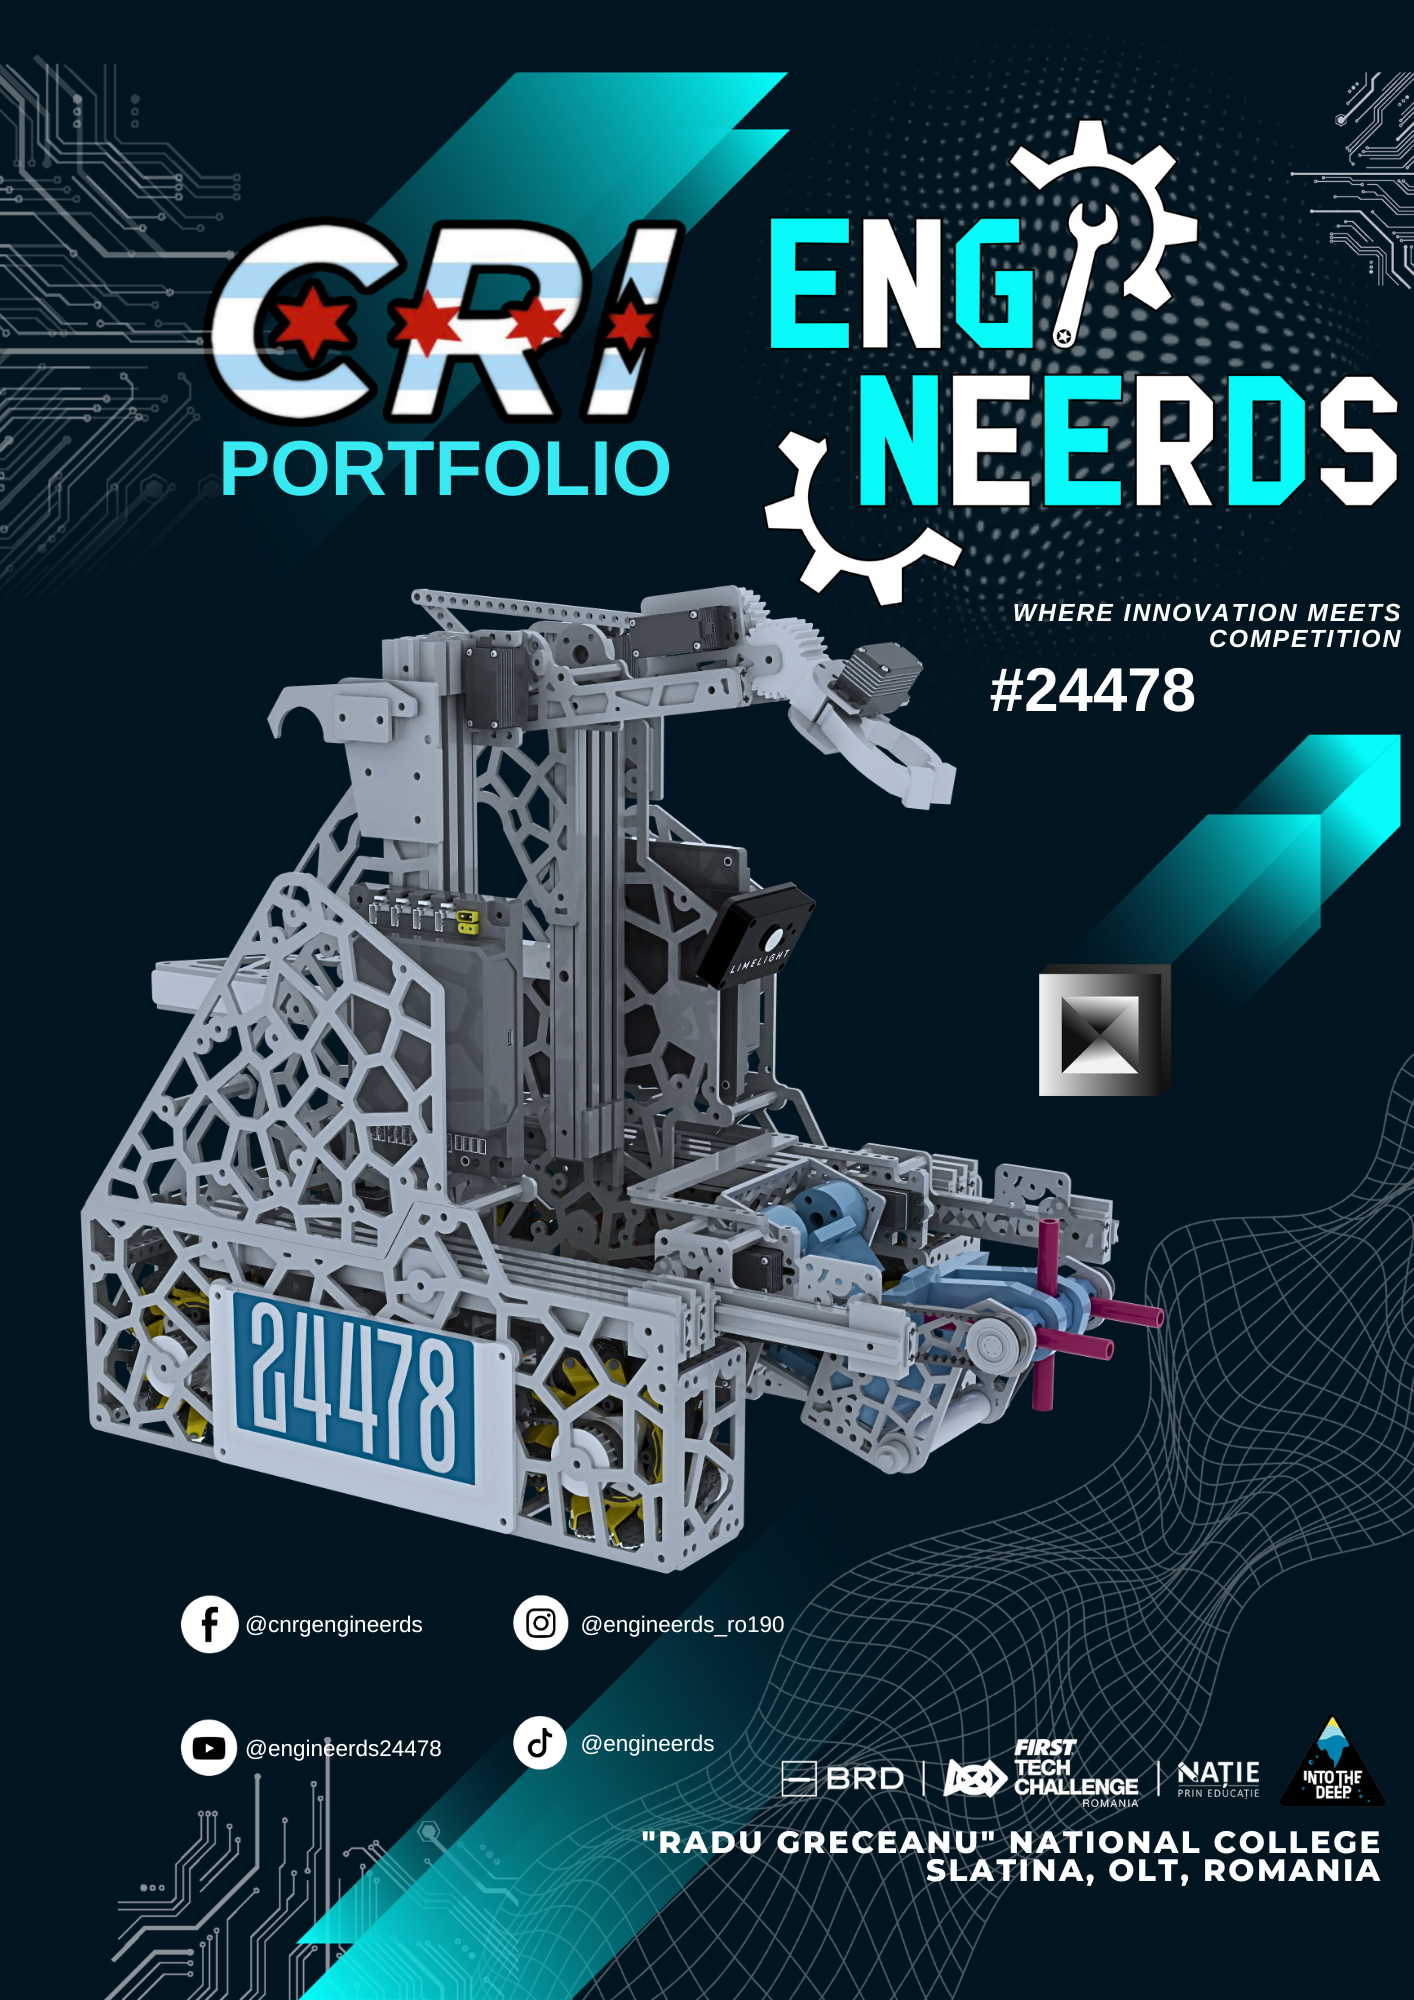 CRI
PORTFOLIO
ENGI
NEERDS
WHERE INNOVATION MEETS
COMPETITION
#24478
LIMELIGHT
24478
@cnrgengineerds
@engineerds_ro190
@engineerds24478
@engineerds
BRD
FIRST
TECH
CHALLENGE
ROMANIA
NAȚIE
PRIN EDUCAȚIE
INTO THE
DEEP
"RADU GRECEANU" NATIONAL COLLEGE
SLATINA, OLT, ROMANIA